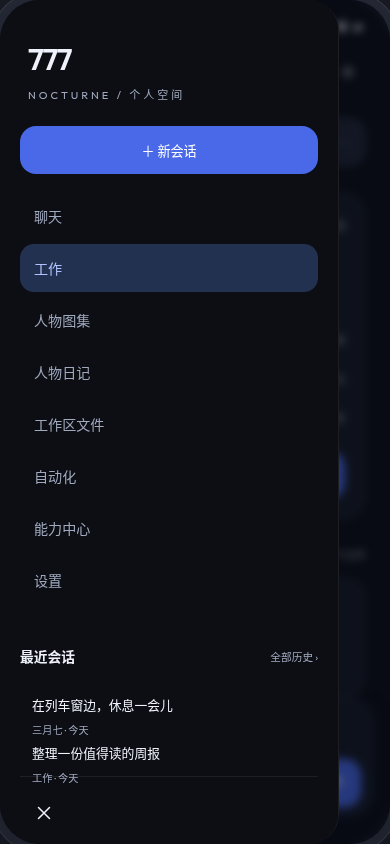 777
NOCTURNE / 个人空间
＋ 新会话
聊天
工作
人物图集
人物日记
工作区文件
自动化
能力中心
设置
最近会话
全部历史 ›
在列车窗边，休息一会儿
三月七 · 今天
整理一份值得读的周报
工作 · 今天